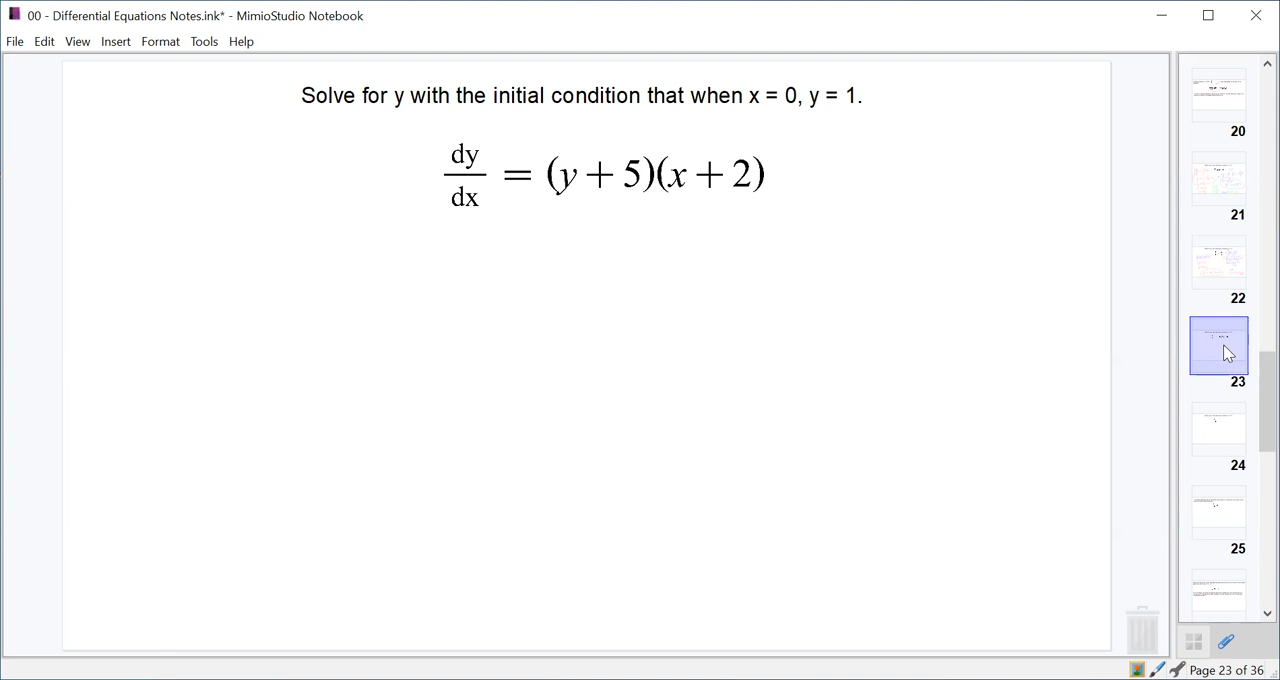 00 - Differential Equations Notes.ink* - MimioStudio Notebook
File Edit View Insert Format Tools Help
Solve for y with the initial condition that when x = 0, y = 1.
dy/dx = (y + 5)(x + 2)
20
21
22
23
24
25
Page 23 of 36